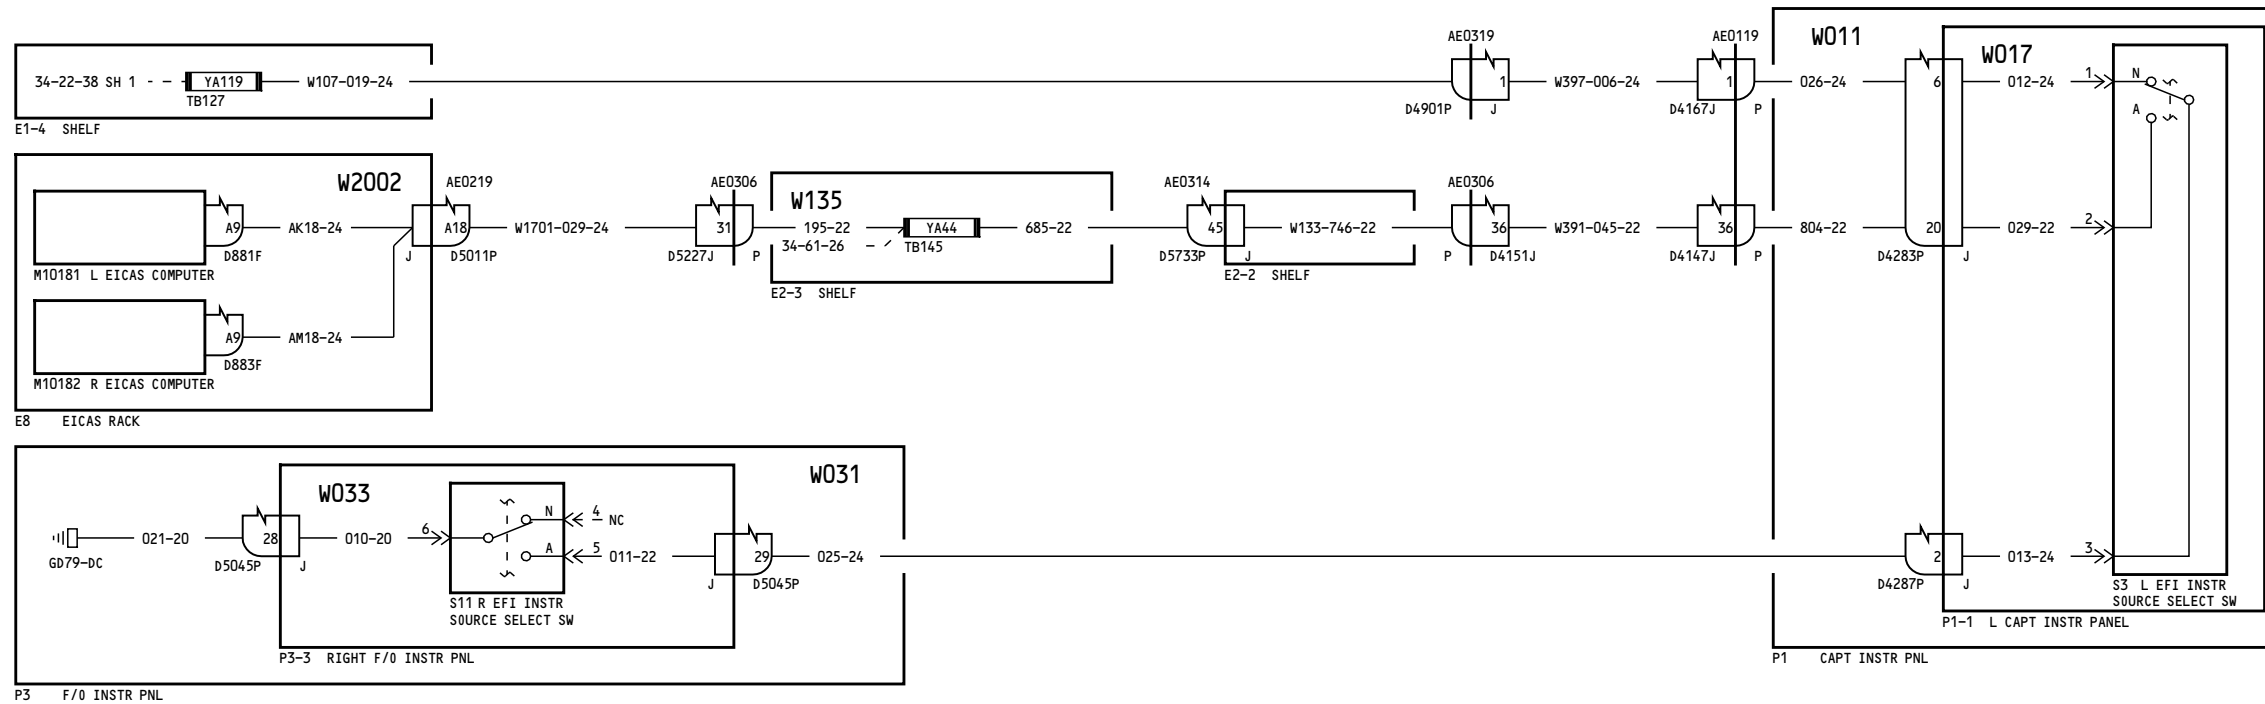 AE0319
AE0119
W011
W017
34-22-38 SH 1
YA119
TB127
W107-019-24
1
D4901P
J
W397-006-24
1
D4167J
P
026-24
6
012-24
1
N
A
E1-4 SHELF
W2002
AE0219
AE0306
W135
AE0314
AE0306
A9
AK18-24
D881F
M10181 L EICAS COMPUTER
J
A18
D5011P
W1701-029-24
31
D5227J
P
195-22
34-61-26
YA44
TB145
685-22
E2-3 SHELF
45
D5733P
J
W133-746-22
E2-2 SHELF
36
P
D4151J
W391-045-22
36
D4147J
P
804-22
20
D4283P
J
029-22
2
A9
AM18-24
D883F
M10182 R EICAS COMPUTER
E8 EICAS RACK
W031
W033
GD79-DC
021-20
28
D5045P
J
010-20
6
N
4
NC
A
5
011-22
S11 R EFI INSTR
SOURCE SELECT SW
29
J
D5045P
025-24
2
D4287P
J
013-24
3
S3 L EFI INSTR
SOURCE SELECT SW
P1-1 L CAPT INSTR PANEL
P3-3 RIGHT F/O INSTR PNL
P1 CAPT INSTR PNL
P3 F/O INSTR PNL